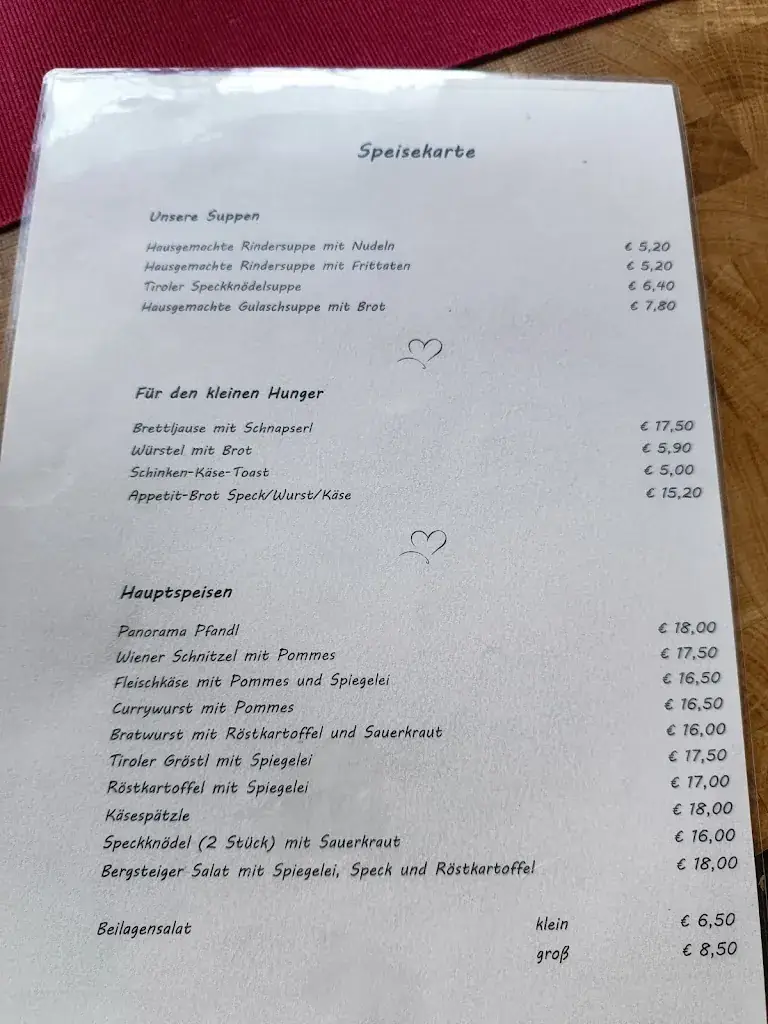 Speisekarte
Unsere Suppen
Hausgemachte Rindersuppe mit Nudeln € 5,20
Hausgemachte Rindersuppe mit Frittaten € 5,20
Tiroler Speckknödelsuppe € 6,40
Hausgemachte Gulaschsuppe mit Brot € 7,80
Für den kleinen Hunger
Brettljause mit Schnapserl € 17,50
Würstel mit Brot € 5,90
Schinken-Käse-Toast € 5,00
Appetit-Brot Speck/Wurst/Käse € 15,20
Hauptspeisen
Panorama Pfandl € 18,00
Wiener Schnitzel mit Pommes € 17,50
Fleischkäse mit Pommes und Spiegelei € 16,50
Currywurst mit Pommes € 16,50
Bratwurst mit Röstkartoffel und Sauerkraut € 16,00
Tiroler Gröstl mit Spiegelei € 17,50
Röstkartoffel mit Spiegelei € 17,00
Käsespätzle € 18,00
Speckknödel (2 Stück) mit Sauerkraut € 16,00
Bergsteiger Salat mit Spiegelei, Speck und Röstkartoffel € 18,00
Beilagensalat klein € 6,50
groß € 8,50